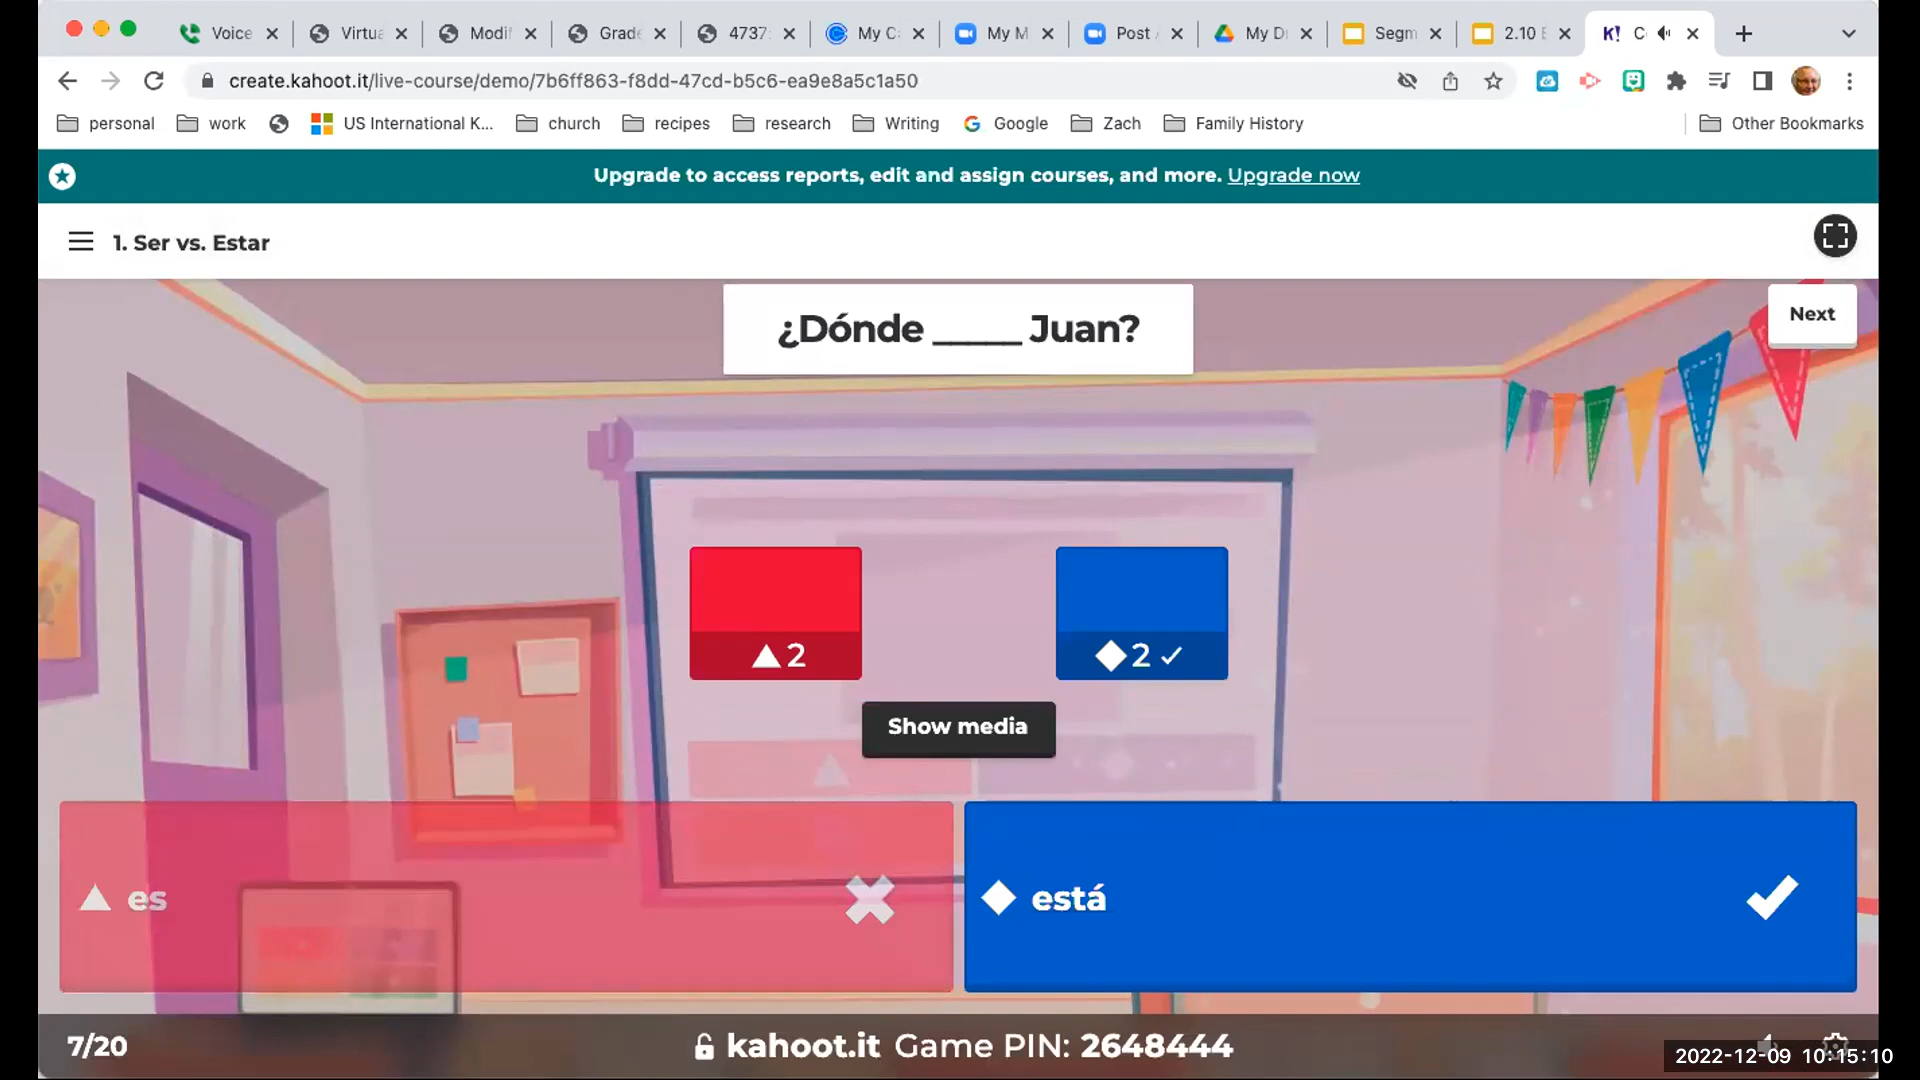 Voice
Virtua
Modif
Grade
4737
My C
My M
Post
My D
Segm
2.10 E
K!
create.kahoot.it/live-course/demo/7b6ff863-f8dd-47cd-b5c6-ea9e8a5c1a50
personal
work
US International K...
church
recipes
research
Writing
Google
Zach
Family History
Other Bookmarks
Upgrade to access reports, edit and assign courses, and more. Upgrade now
1. Ser vs. Estar
¿Dónde _____ Juan?
Next
2
2
Show media
es
está
7/20
kahoot.it Game PIN: 2648444
2022-12-09 10:15:10